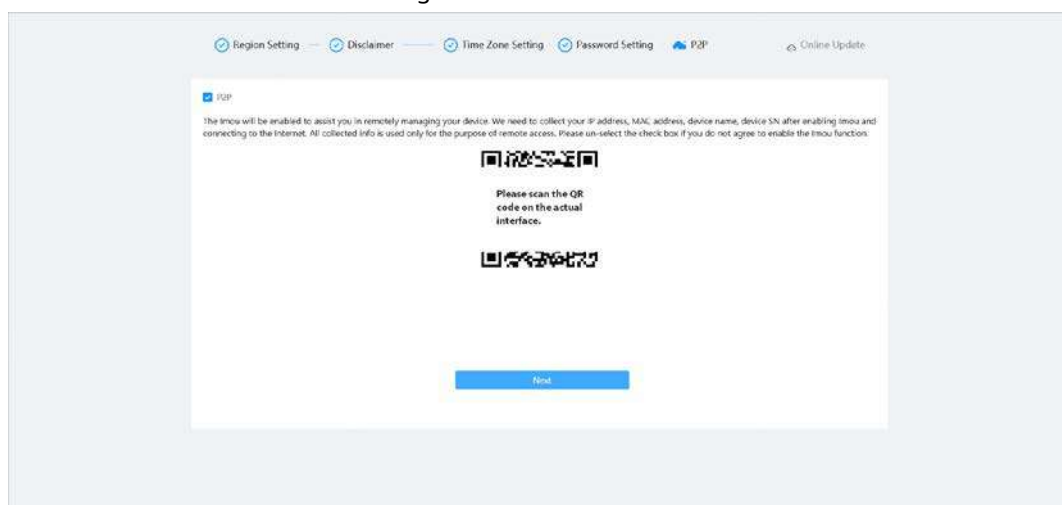 Region Setting Disclaimer Time Zone Setting Password Setting P2P Online Update
P2P
The Imou will be enabled to assist you in remotely managing your device. We need to collect your IP address, MAC address, device name, device SN after enabling Imou and
connecting to the Internet. All collected info is used only for the purpose of remote access. Please un-select the check box if you do not agree to enable the Imou function.
Please scan the QR
code on the actual
interface.
Next